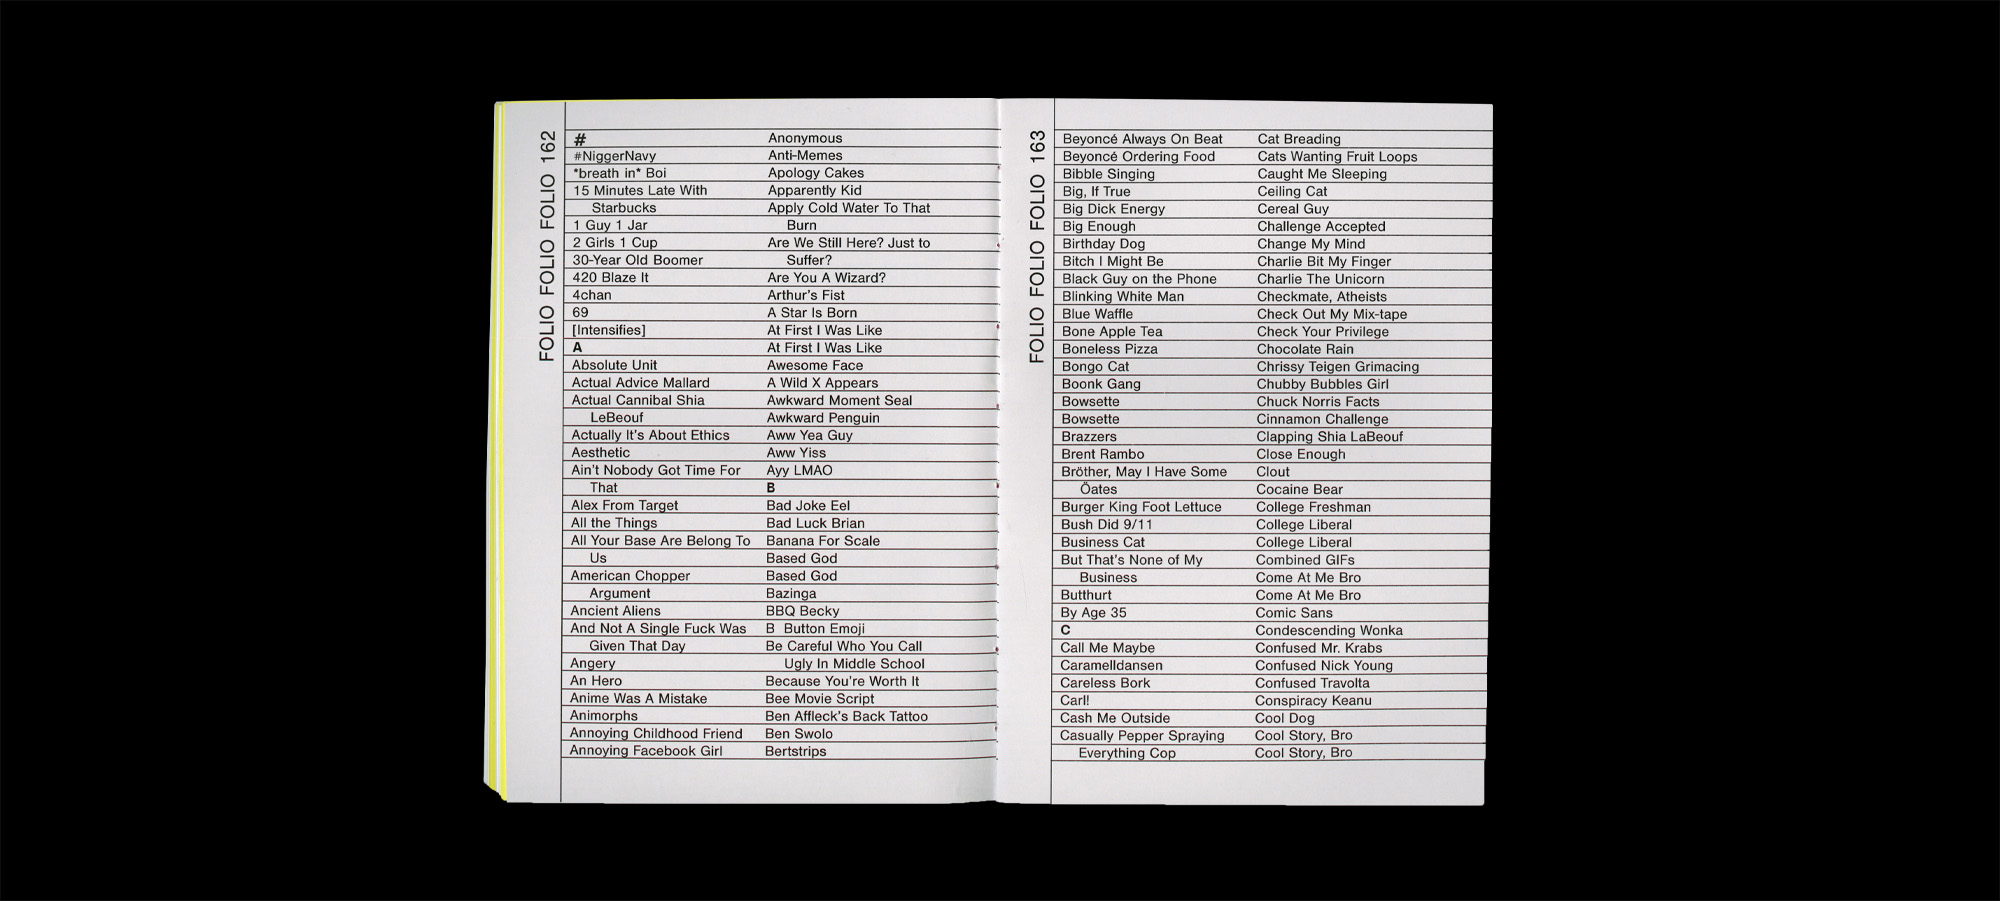 FOLIO FOLIO FOLIO 162
#
#NiggerNavy
*breath in* Boi
15 Minutes Late With
Starbucks
1 Guy 1 Jar
2 Girls 1 Cup
30-Year Old Boomer
420 Blaze It
4chan
69
[Intensifies]
A
Absolute Unit
Actual Advice Mallard
Actual Cannibal Shia
LeBeouf
Actually It's About Ethics
Aesthetic
Ain't Nobody Got Time For
That
Alex From Target
All the Things
All Your Base Are Belong To
Us
American Chopper
Argument
Ancient Aliens
And Not A Single Fuck Was
Given That Day
Angery
An Hero
Anime Was A Mistake
Animorphs
Annoying Childhood Friend
Annoying Facebook Girl
Anonymous
Anti-Memes
Apology Cakes
Apparently Kid
Apply Cold Water To That
Burn
Are We Still Here? Just to
Suffer?
Are You A Wizard?
Arthur's Fist
A Star Is Born
At First I Was Like
At First I Was Like
Awesome Face
A Wild X Appears
Awkward Moment Seal
Awkward Penguin
Aww Yea Guy
Aww Yiss
Ayy LMAO
B
Bad Joke Eel
Bad Luck Brian
Banana For Scale
Based God
Based God
Bazinga
BBQ Becky
B Button Emoji
Be Careful Who You Call
Ugly In Middle School
Because You're Worth It
Bee Movie Script
Ben Affleck's Back Tattoo
Ben Swolo
Bertstrips
FOLIO FOLIO FOLIO 163
Beyoncé Always On Beat
Beyoncé Ordering Food
Bibble Singing
Big, If True
Big Dick Energy
Big Enough
Birthday Dog
Bitch I Might Be
Black Guy on the Phone
Blinking White Man
Blue Waffle
Bone Apple Tea
Boneless Pizza
Bongo Cat
Boonk Gang
Bowsette
Bowsette
Brazzers
Brent Rambo
Bröther, May I Have Some
Öates
Burger King Foot Lettuce
Bush Did 9/11
Business Cat
But That's None of My
Business
Butthurt
By Age 35
C
Call Me Maybe
Caramelldansen
Careless Bork
Carl!
Cash Me Outside
Casually Pepper Spraying
Everything Cop
Cat Breading
Cats Wanting Fruit Loops
Caught Me Sleeping
Ceiling Cat
Cereal Guy
Challenge Accepted
Change My Mind
Charlie Bit My Finger
Charlie The Unicorn
Checkmate, Atheists
Check Out My Mix-tape
Check Your Privilege
Chocolate Rain
Chrissy Teigen Grimacing
Chubby Bubbles Girl
Chuck Norris Facts
Cinnamon Challenge
Clapping Shia LaBeouf
Close Enough
Clout
Cocaine Bear
College Freshman
College Liberal
College Liberal
Combined GIFs
Come At Me Bro
Come At Me Bro
Comic Sans
Condescending Wonka
Confused Mr. Krabs
Confused Nick Young
Confused Travolta
Conspiracy Keanu
Cool Dog
Cool Story, Bro
Cool Story, Bro